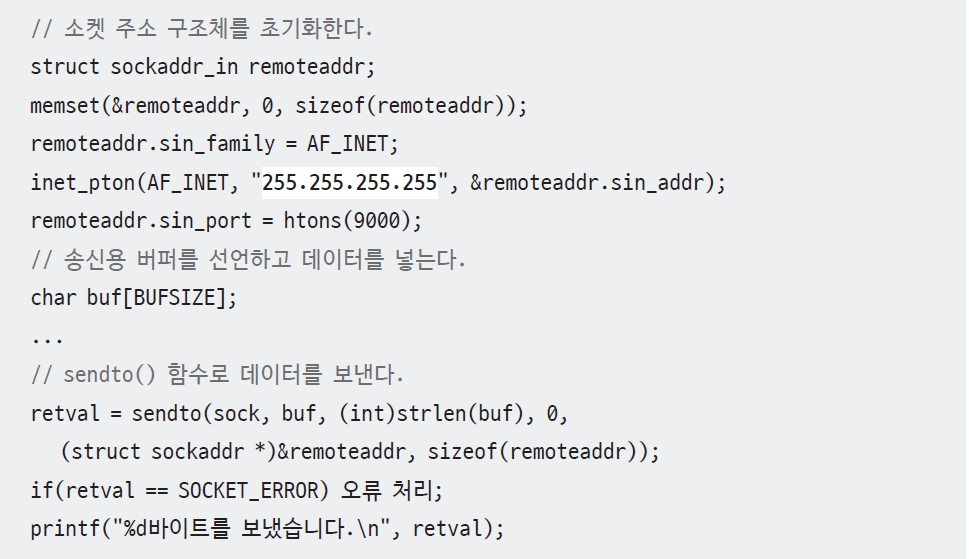 // 소켓 주소 구조체를 초기화한다.
struct sockaddr_in remoteaddr;
memset(&remoteaddr, 0, sizeof(remoteaddr));
remoteaddr.sin_family = AF_INET;
inet_pton(AF_INET, "255.255.255.255", &remoteaddr.sin_addr);
remoteaddr.sin_port = htons(9000);
// 송신용 버퍼를 선언하고 데이터를 넣는다.
char buf[BUFSIZE];
...
// sendto() 함수로 데이터를 보낸다.
retval = sendto(sock, buf, (int)strlen(buf), 0,
(struct sockaddr *)&remoteaddr, sizeof(remoteaddr));
if(retval == SOCKET_ERROR) 오류 처리;
printf("%d바이트를 보냈습니다.\n", retval);